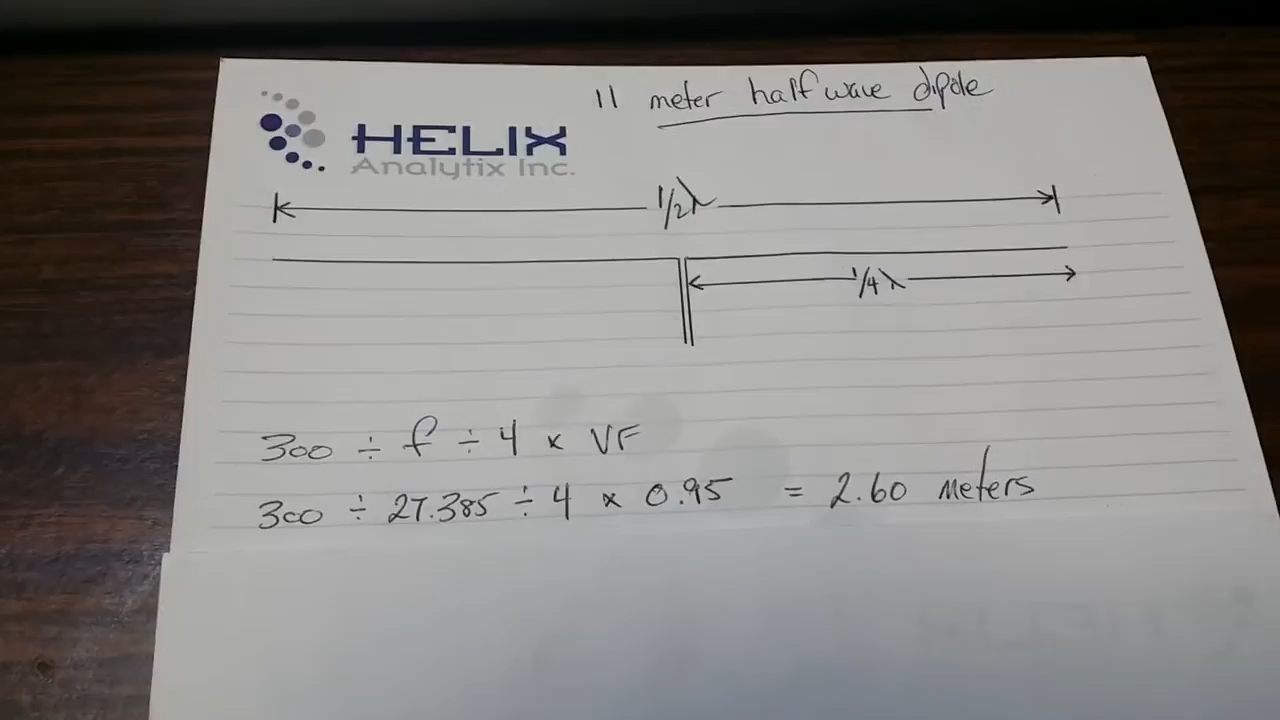 11 meter halfwave dipole
HELIX
Analytix Inc.
1/2λ
1/4λ
300 ÷ f ÷ 4 × VF
300 ÷ 27.385 ÷ 4 × 0.95 = 2.60 meters